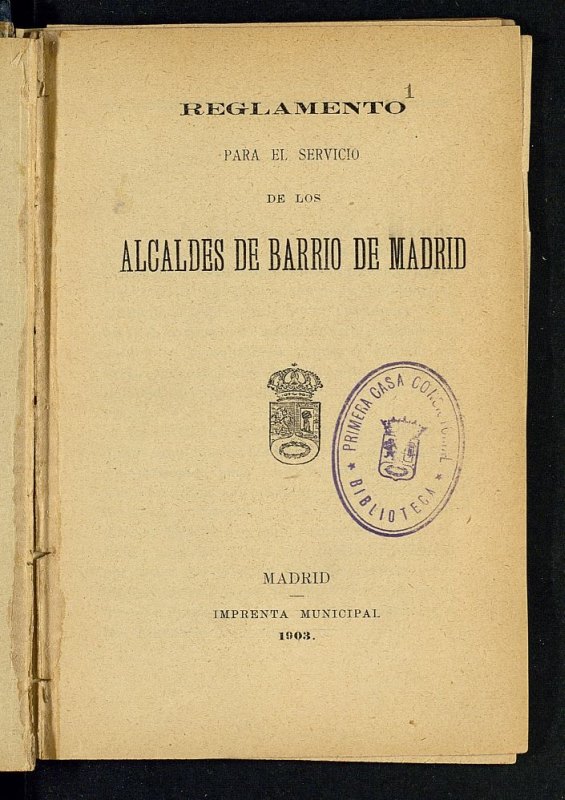 1
REGLAMENTO
PARA EL SERVICIO
DE LOS
ALCALDES DE BARRIO DE MADRID
PRIMERA CASA
BIBLIOTECA
MADRID
IMPRENTA MUNICIPAL
1903.